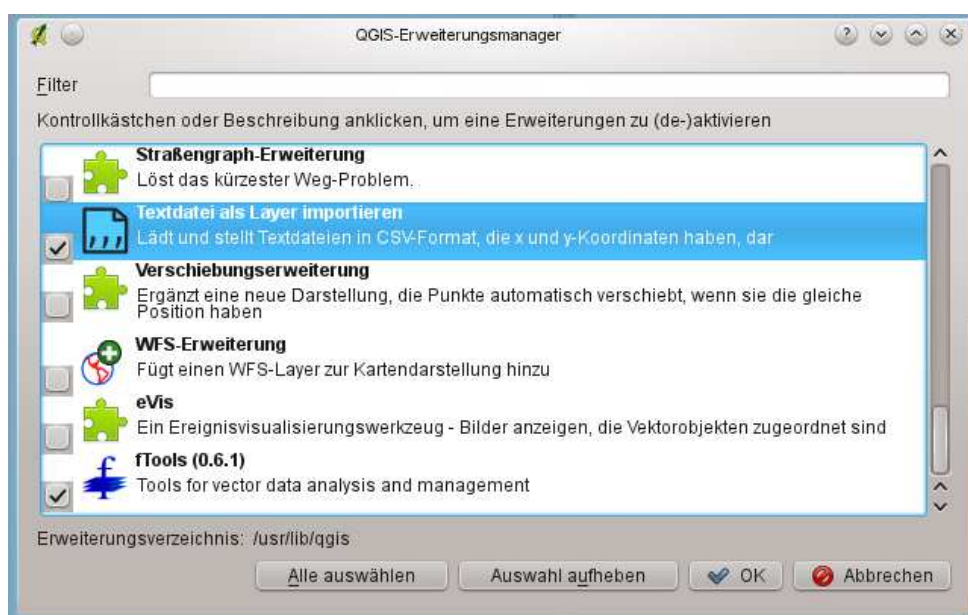 QGIS-Erweiterungsmanager
Filter
Kontrollkästchen oder Beschreibung anklicken, um eine Erweiterungen zu (de-)aktivieren
Straßengraph-Erweiterung
Löst das kürzester Weg-Problem.
Textdatei als Layer importieren
Lädt und stellt Textdateien in CSV-Format, die x und y-Koordinaten haben, dar
Verschiebungserweiterung
Ergänzt eine neue Darstellung, die Punkte automatisch verschiebt, wenn sie die gleiche
Position haben
WFS-Erweiterung
Fügt einen WFS-Layer zur Kartendarstellung hinzu
eVis
Ein Ereignisvisualisierungswerkzeug - Bilder anzeigen, die Vektorobjekten zugeordnet sind
fTools (0.6.1)
Tools for vector data analysis and management
Erweiterungsverzeichnis: /usr/lib/qgis
Alle auswählen Auswahl aufheben OK Abbrechen